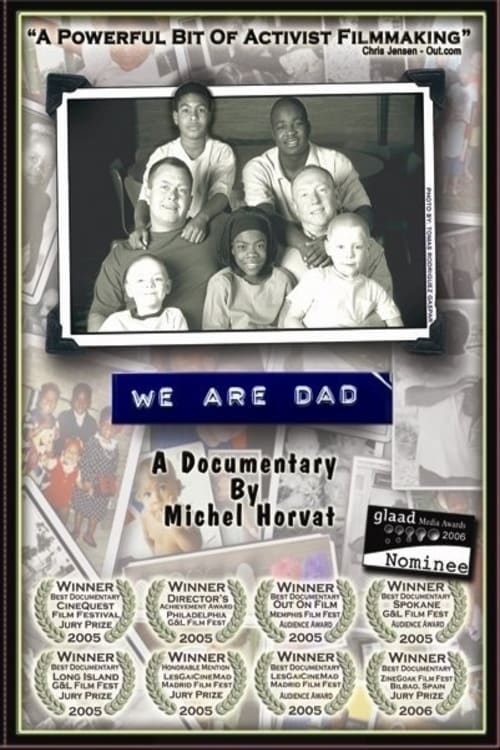 “A Powerful Bit Of Activist Filmmaking”
Chris Jensen - Out.com
PHOTO BY: TOMAS RODRIGUEZ GASPAR
WE ARE DAD
A Documentary
By
Michel Horvat
glaad Media Awards
2006
Nominee
Winner
Best Documentary
CineQuest
Film Festival
Jury Prize
2005
Winner
Director's
Achievement Award
Philadelphia
G&L Film Fest
2005
Winner
Best Documentary
Out On Film
Memphis Film Fest
Audience Award
2005
Winner
Best Documentary
Spokane
G&L Film Fest
Audience Award
2005
Winner
Best Documentary
Long Island
G&L Film Fest
Jury Prize
2005
Winner
Honorable Mention
LesGaiCineMad
Madrid Film Fest
Jury Prize
2005
Winner
Best Documentary
LesGaiCineMad
Madrid Film Fest
Audience Award
2005
Winner
Best Documentary
ZineGoak Film Fest
Bilbao, Spain
Jury Prize
2006